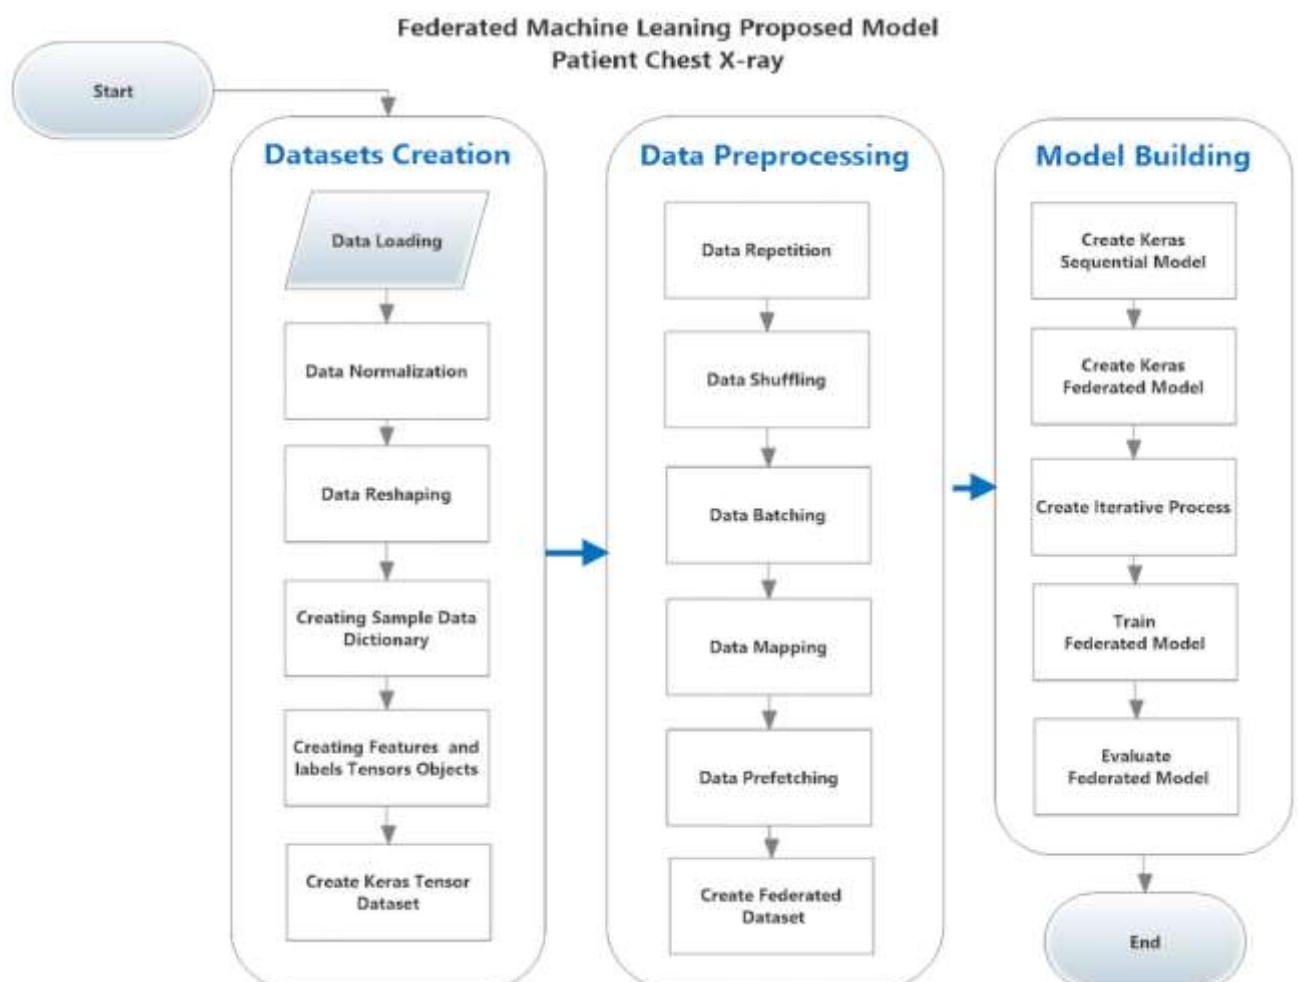 Federated Machine Leaning Proposed Model
Patient Chest X-ray
Start
Datasets Creation
Data Loading
Data Normalization
Data Reshaping
Creating Sample Data
Dictionary
Creating Features and
labels Tensors Objects
Create Keras Tensor
Dataset
Data Preprocessing
Data Repetition
Data Shuffling
Data Batching
Data Mapping
Data Prefetching
Create Federated
Dataset
Model Building
Create Keras
Sequential Model
Create Keras
Federated Model
Create Iterative Process
Train
Federated Model
Evaluate
Federated Model
End